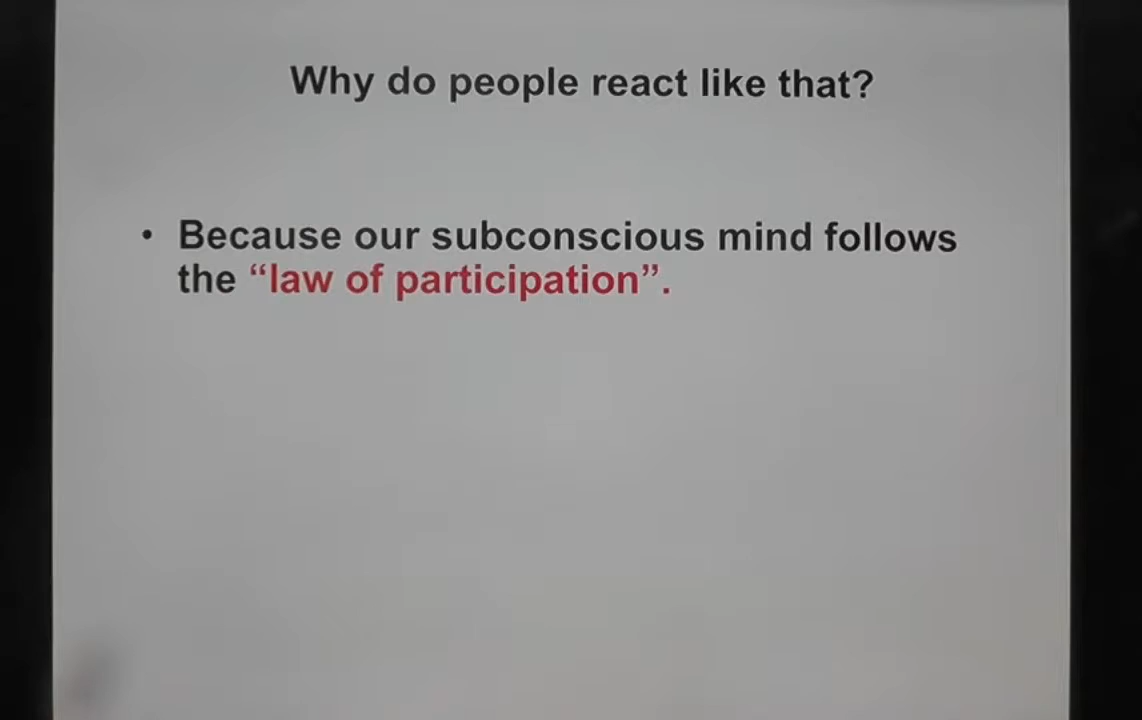 Why do people react like that?
• Because our subconscious mind follows
the “law of participation”.